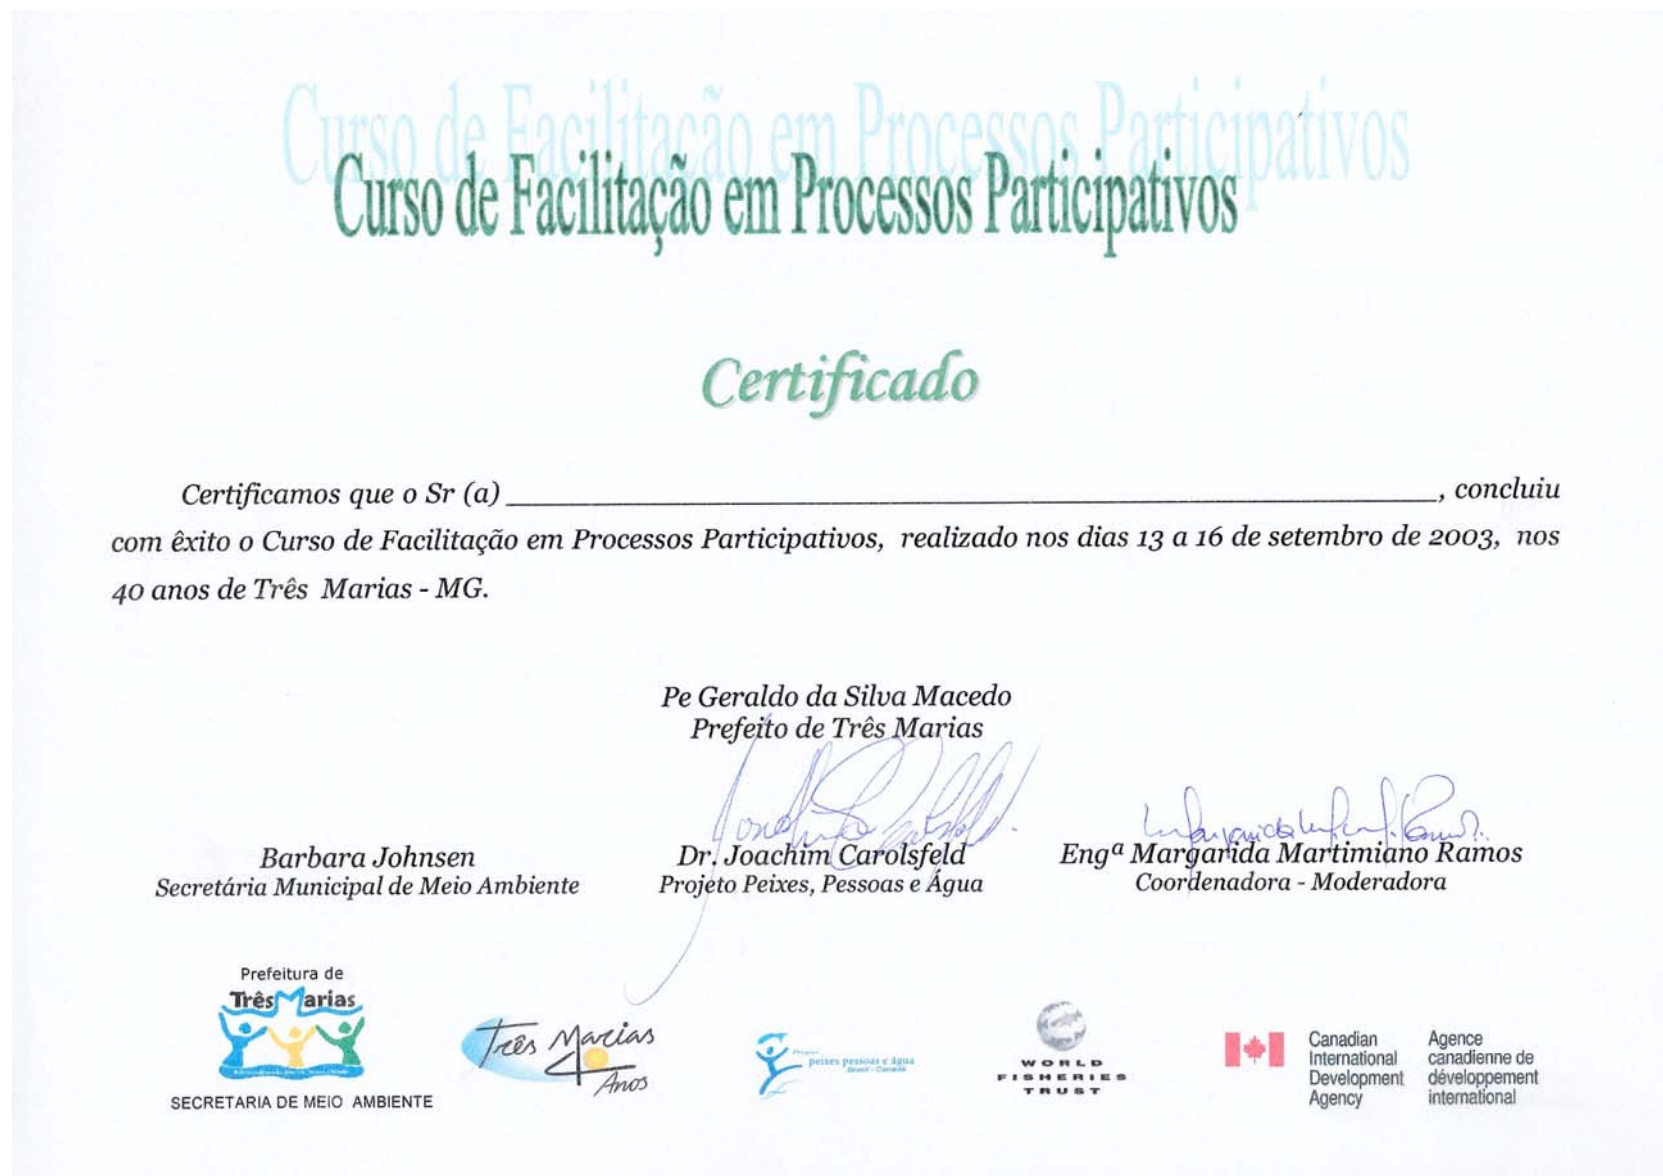 Curso de Facilitação em Processos Participativos
Curso de Facilitação em Processos Participativos
Certificado
Certificamos que o Sr (a) , concluiu
com êxito o Curso de Facilitação em Processos Participativos, realizado nos dias 13 a 16 de setembro de 2003, nos
40 anos de Três Marias - MG.
Pe Geraldo da Silva Macedo
Prefeito de Três Marias
Barbara Johnsen
Secretária Municipal de Meio Ambiente
Dr. Joachim Carolsfeld
Projeto Peixes, Pessoas e Água
Engª Margarida Martimiano Ramos
Coordenadora - Moderadora
Prefeitura de
Três Marias
SECRETARIA DE MEIO AMBIENTE
Três Marias
40 Anos
peixes pessoas e água
Brasil - Canadá
WORLD
FISHERIES
TRUST
Canadian
International
Development
Agency
Agence
canadienne de
développement
international